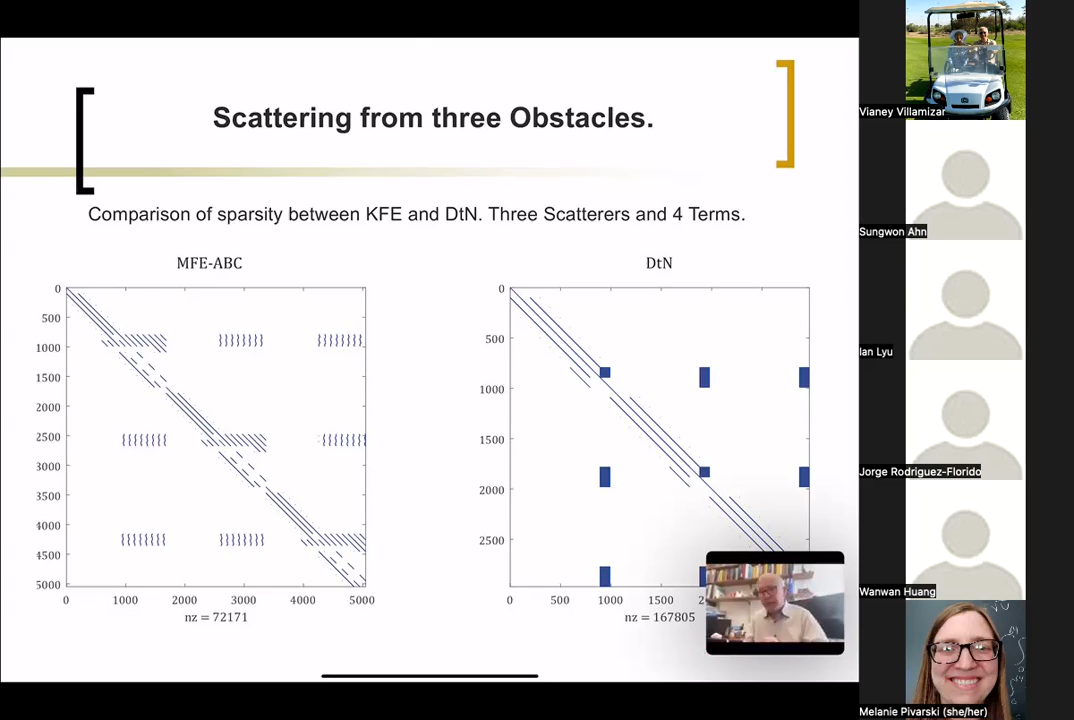 Scattering from three Obstacles.
Comparison of sparsity between KFE and DtN. Three Scatterers and 4 Terms.
MFE-ABC
0
500
1000
1500
2000
2500
3000
3500
4000
4500
5000
0 1000 2000 3000 4000 5000
nz = 72171
DtN
0
500
1000
1500
2000
2500
0 500 1000 1500 2
nz = 167805
Vianey Villamizar
Sungwon Ahn
Ian Lyu
Jorge Rodriguez-Florido
Wanwan Huang
Melanie Pivarski (she/her)